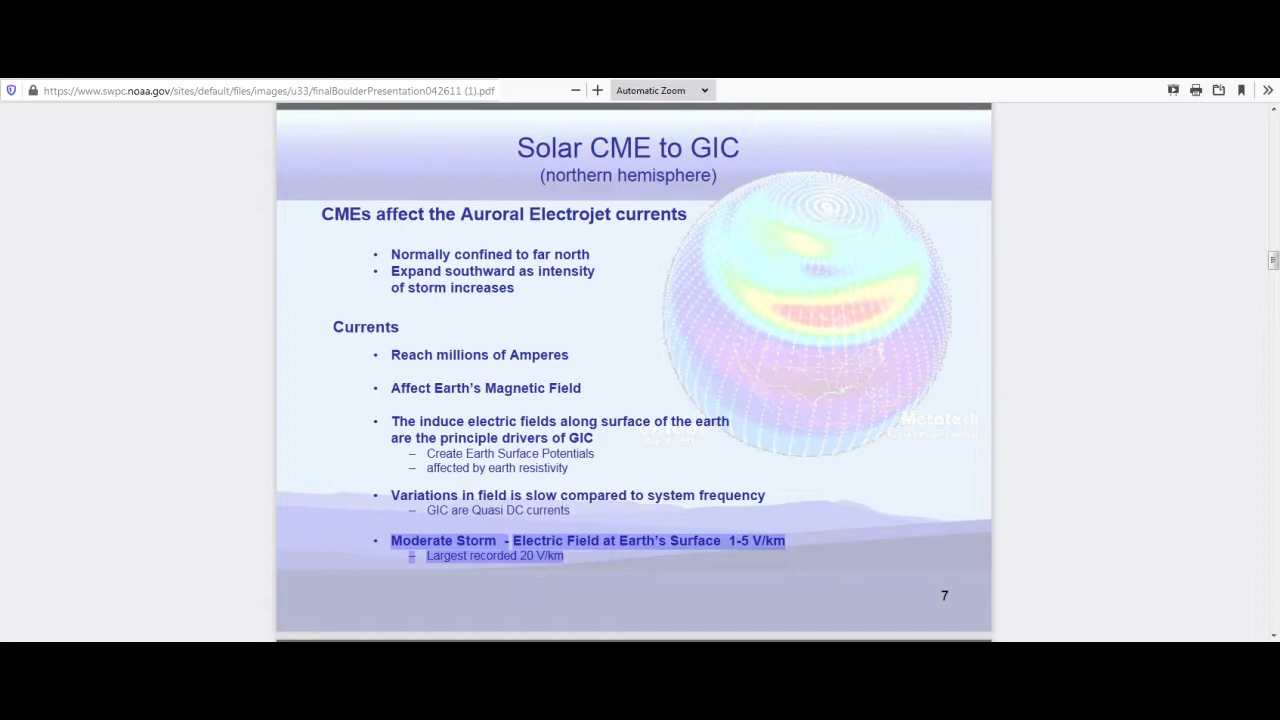 https://www.swpc.noaa.gov/sites/default/files/images/u33/finalBoulderPresentation042611 (1).pdf
Automatic Zoom
Solar CME to GIC
(northern hemisphere)
CMEs affect the Auroral Electrojet currents
• Normally confined to far north
• Expand southward as intensity
of storm increases
Currents
• Reach millions of Amperes
• Affect Earth's Magnetic Field
• The induce electric fields along surface of the earth
are the principle drivers of GIC
– Create Earth Surface Potentials
– affected by earth resistivity
• Variations in field is slow compared to system frequency
– GIC are Quasi DC currents
• Moderate Storm - Electric Field at Earth's Surface 1-5 V/km
– Largest recorded 20 V/km
Metatech
7